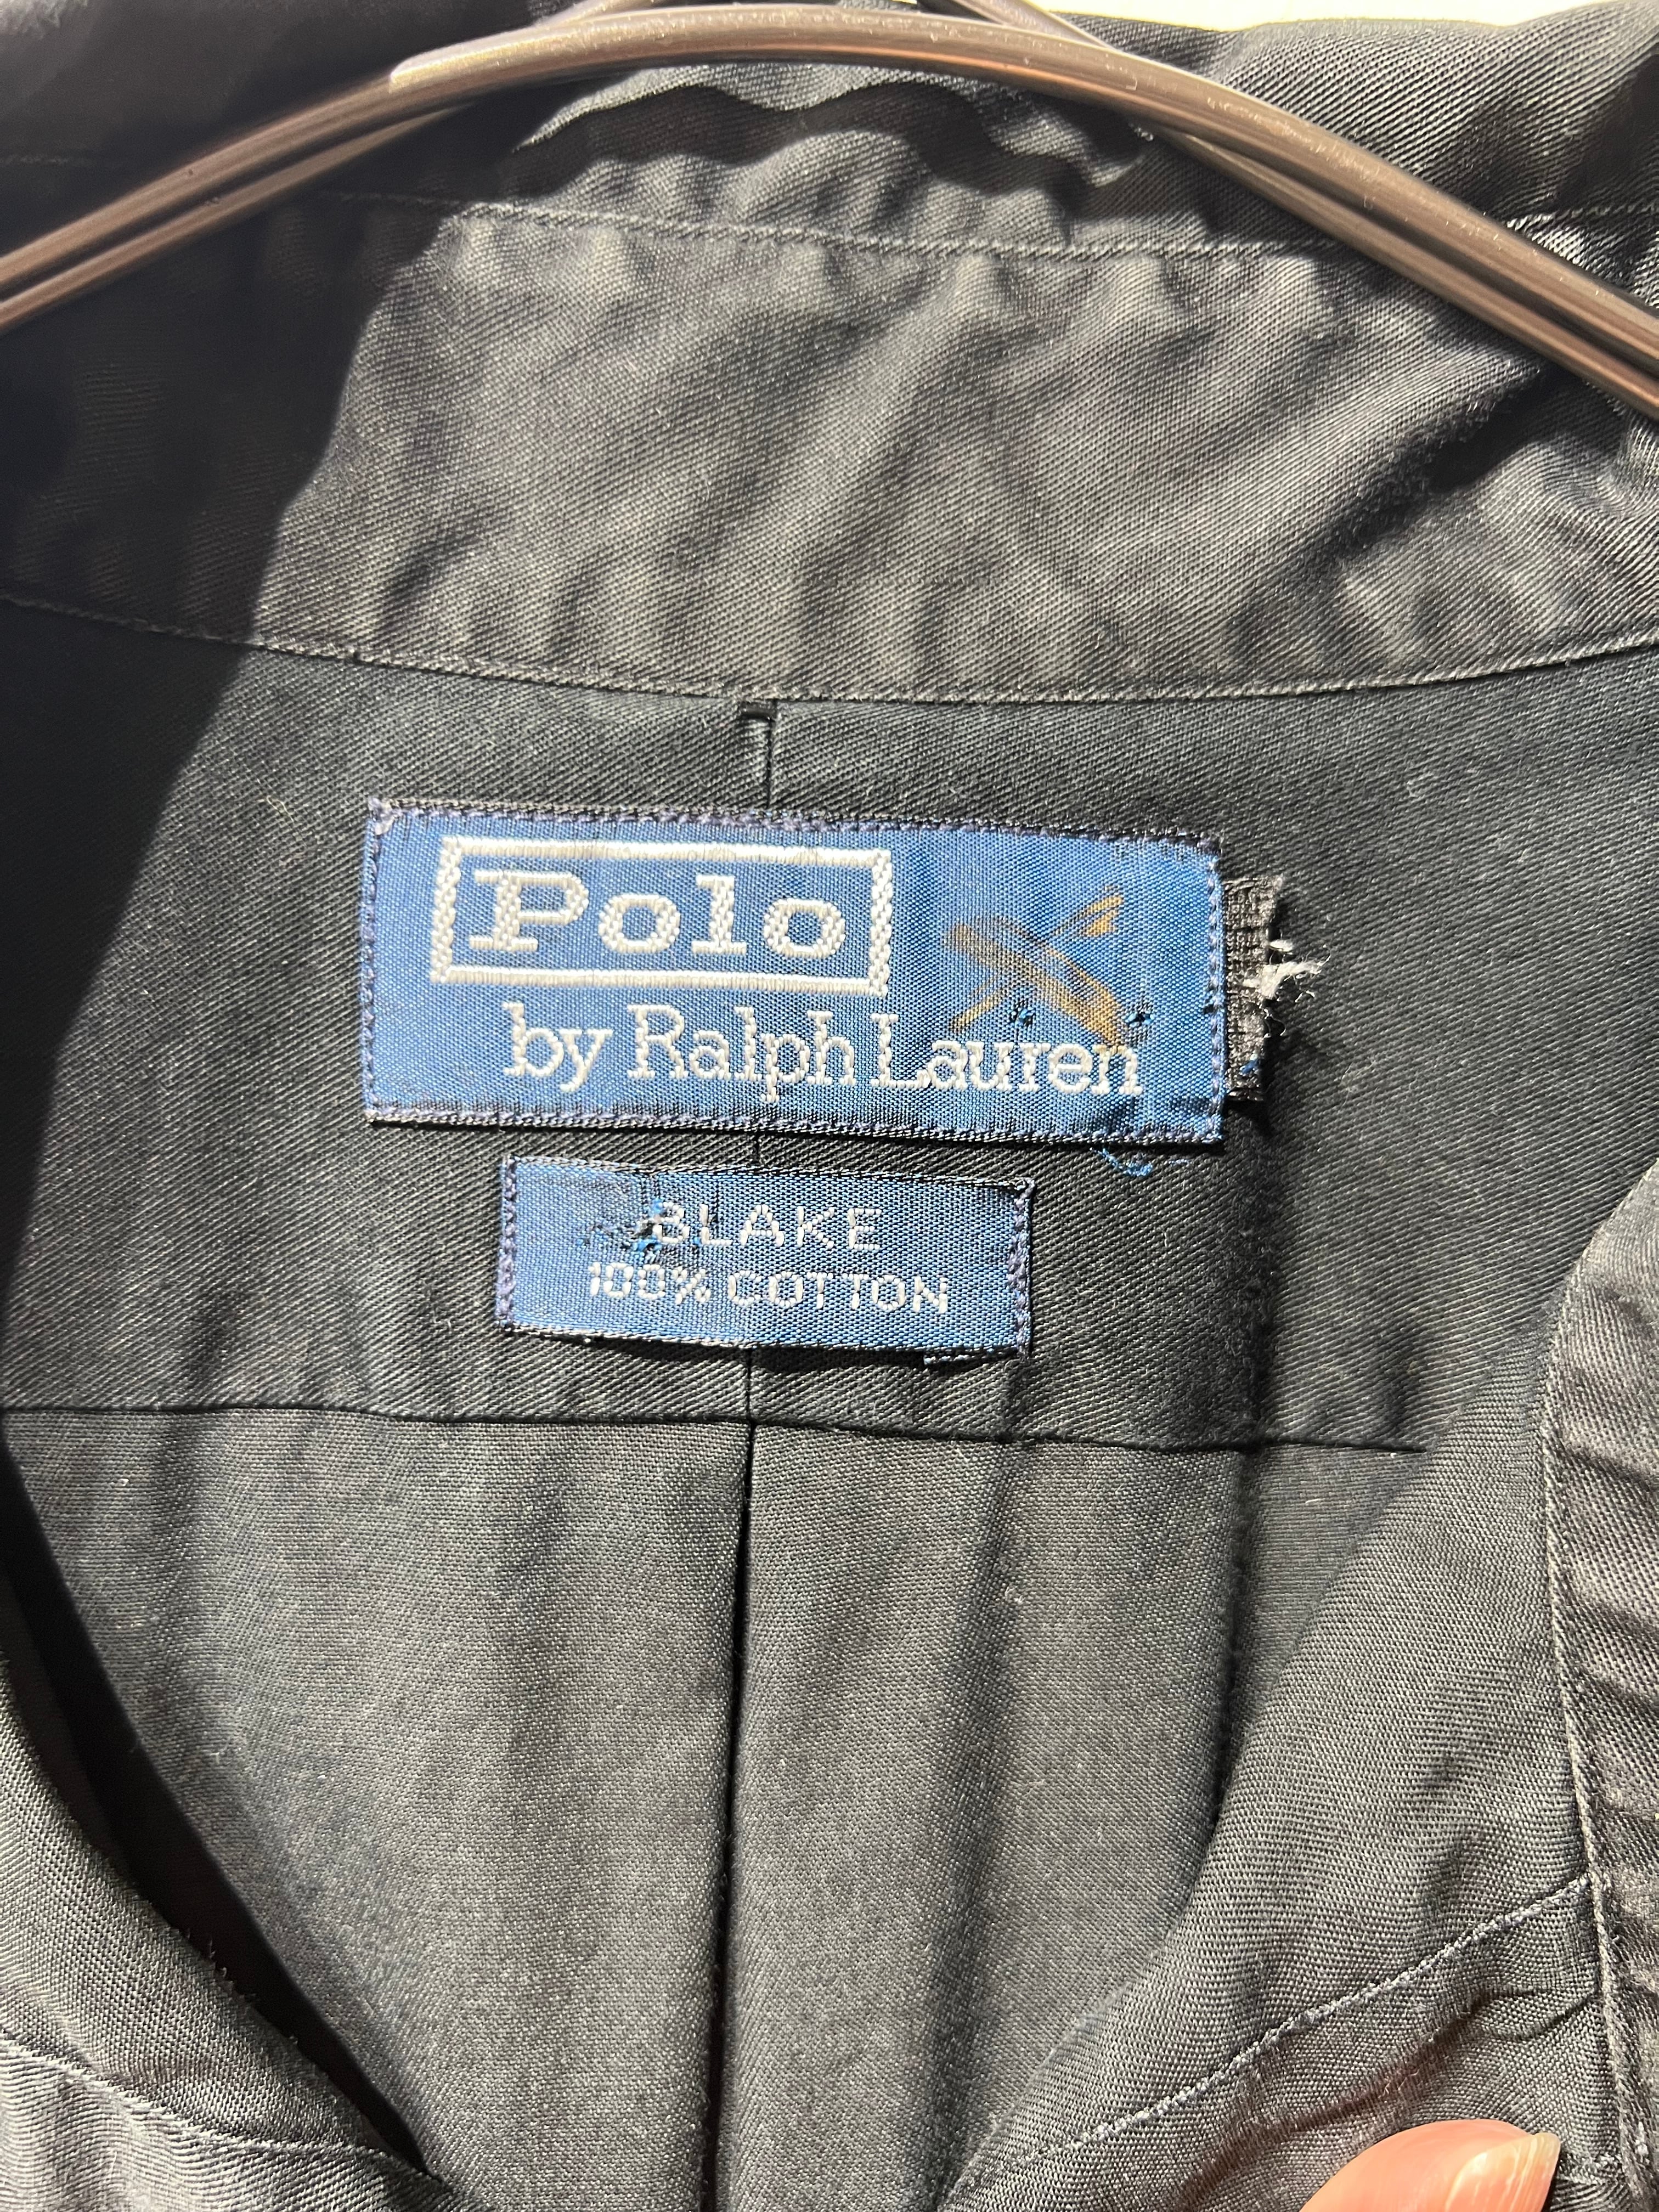 Polo
by Ralph Lauren
BLAKE
100% COTTON